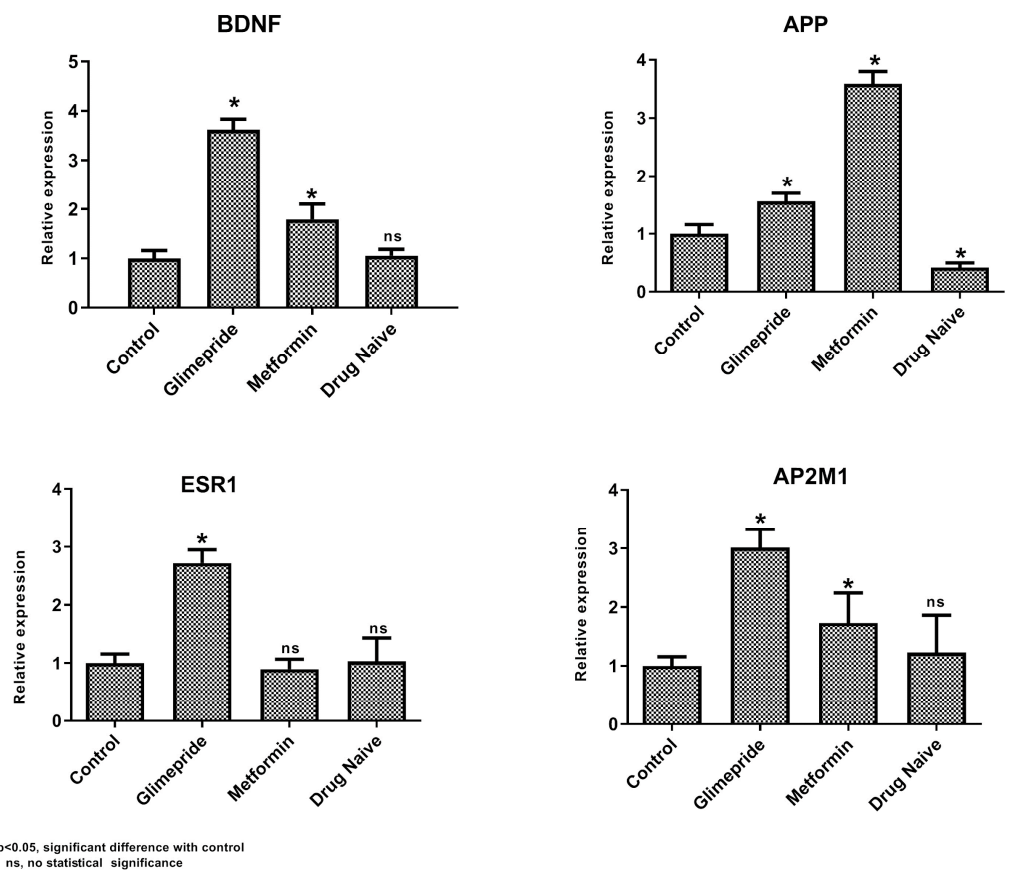 BDNF
Relative expression
5
4
3
2
1
0
*
*
ns
Control
Glimepride
Metformin
Drug Naive
APP
Relative expression
4
3
2
1
0
*
*
*
Control
Glimepride
Metformin
Drug Naive
ESR1
Relative expression
4
3
2
1
0
*
ns
ns
Control
Glimepride
Metformin
Drug Naive
AP2M1
Relative expression
4
3
2
1
0
*
*
ns
Control
Glimepride
Metformin
Drug Naive
p<0.05, significant difference with control
ns, no statistical significance